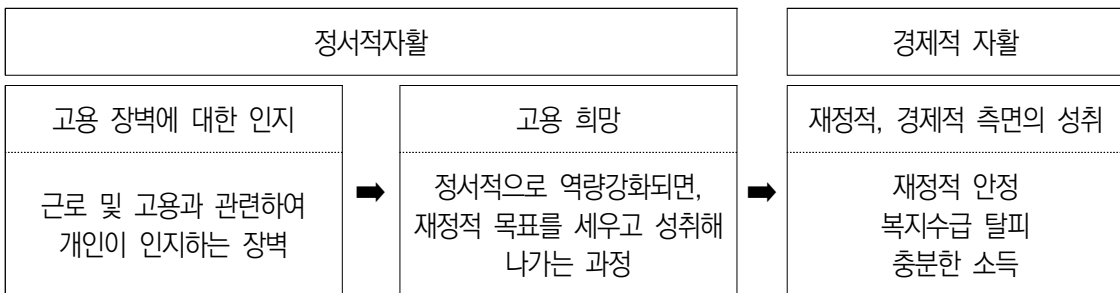 정서적자활
경제적 자활
고용 장벽에 대한 인지
고용 희망
재정적, 경제적 측면의 성취
근로 및 고용과 관련하여
개인이 인지하는 장벽
정서적으로 역량강화되면,
재정적 목표를 세우고 성취해
나가는 과정
재정적 안정
복지수급 탈피
충분한 소득